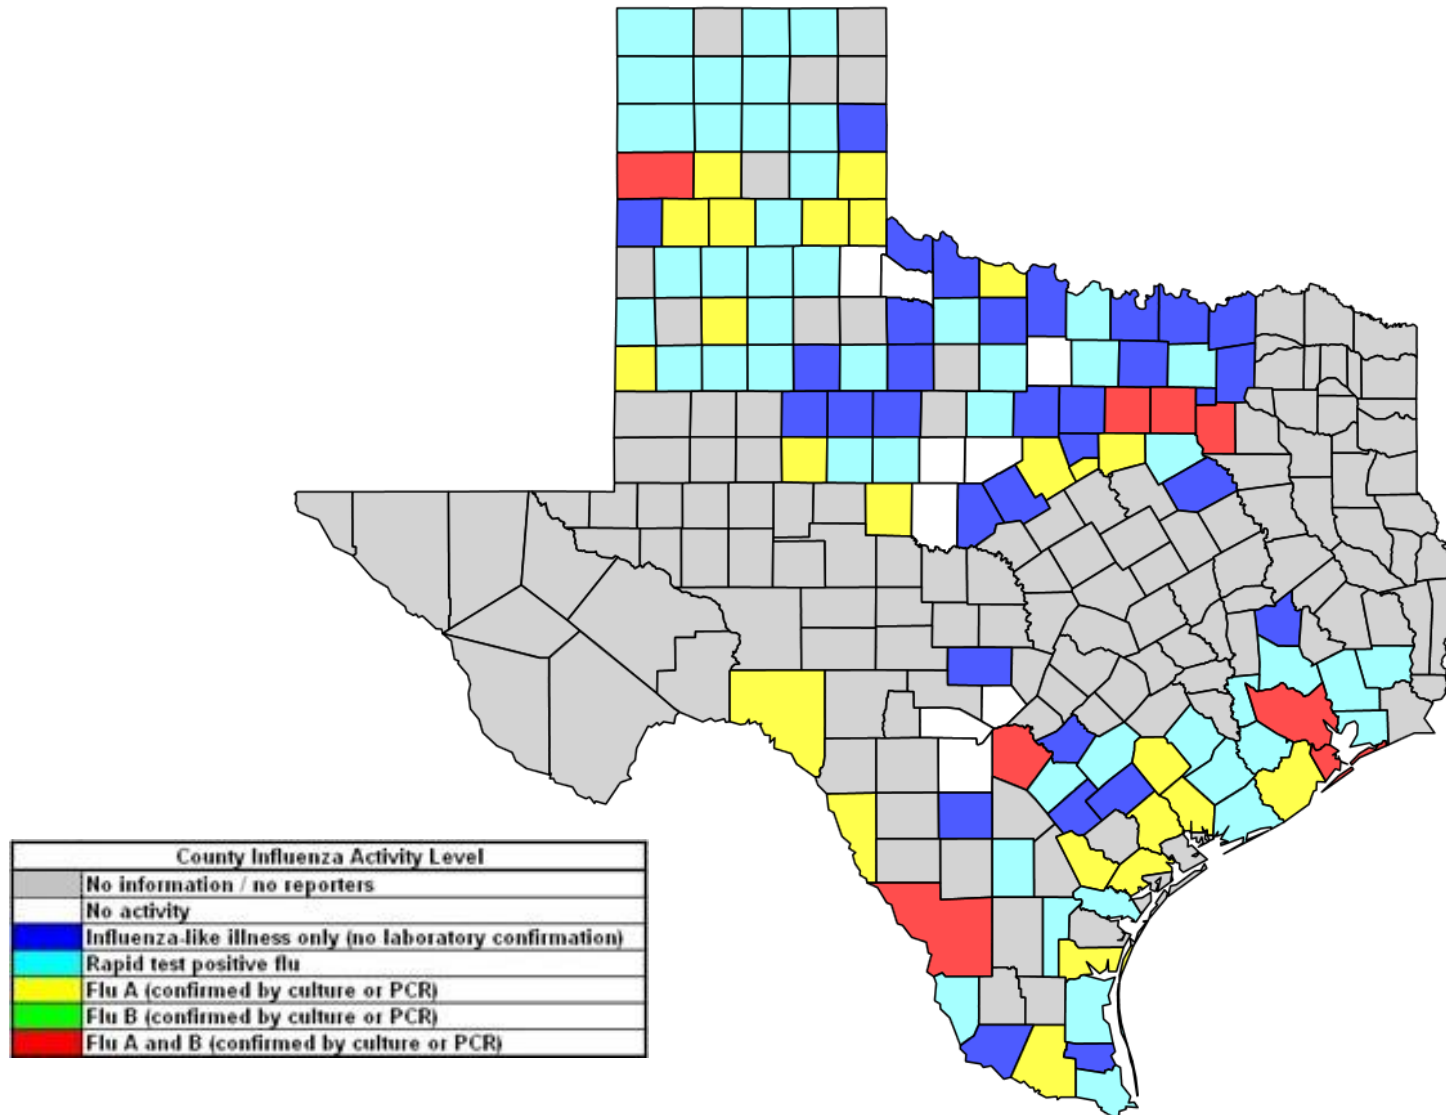 County Influenza Activity Level
No information / no reporters
No activity
Influenza-like illness only (no laboratory confirmation)
Rapid test positive flu
Flu A (confirmed by culture or PCR)
Flu B (confirmed by culture or PCR)
Flu A and B (confirmed by culture or PCR)